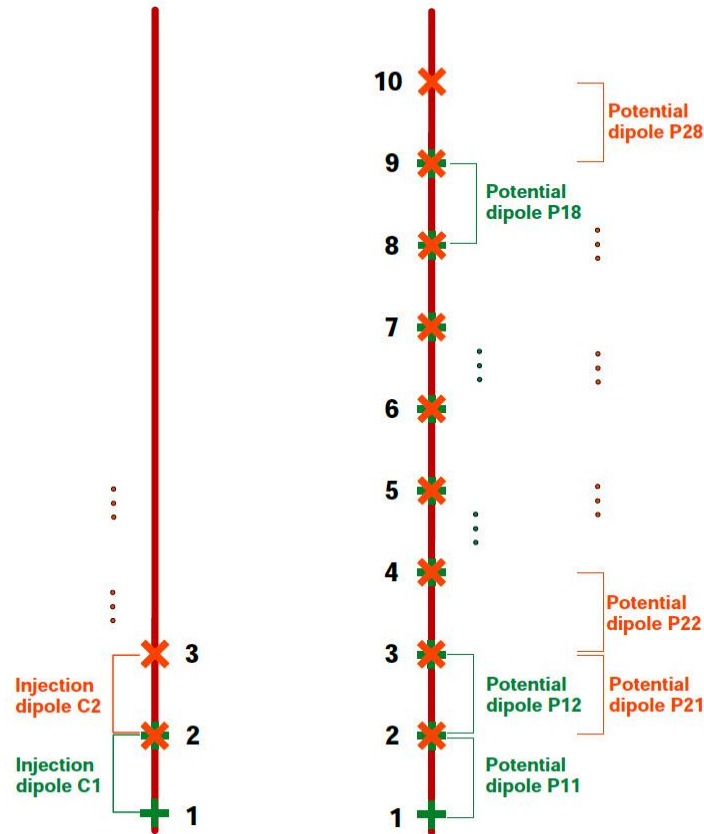 10
Potential
dipole P28
9
Potential
dipole P18
8
7
6
5
4
Potential
dipole P22
3
3
Injection
dipole C2
Potential
dipole P12
Potential
dipole P21
2
2
Injection
dipole C1
Potential
dipole P11
1
1